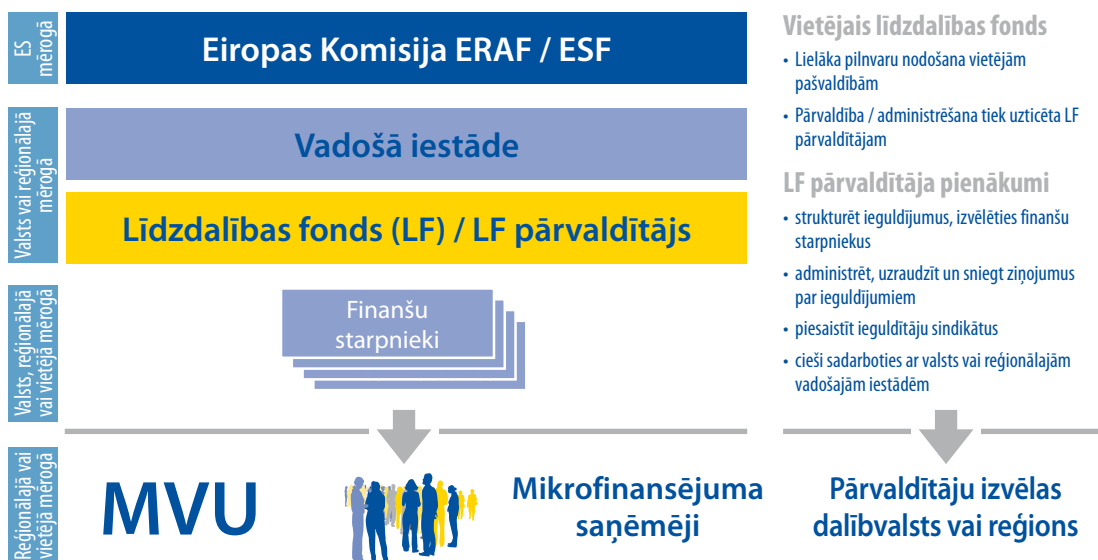 ES
mērogā
Eiropas Komisija ERAF / ESF
Valsts vai reģionālajā
mērogā
Vadošā iestāde
Līdzdalības fonds (LF) / LF pārvaldītājs
Valsts, reģionālajā
vai vietējā mērogā
Finanšu
starpnieki
Reģionālajā vai
vietējā mērogā
MVU
Mikrofinansējuma
saņēmēji
Vietējais līdzdalības fonds
• Lielāka pilnvaru nodošana vietējām
pašvaldībām
• Pārvaldība / administrēšana tiek uzticēta LF
pārvaldītājam
LF pārvaldītāja pienākumi
• strukturēt ieguldījumus, izvēlēties finanšu
starpniekus
• administrēt, uzraudzīt un sniegt ziņojumus
par ieguldījumiem
• piesaistīt ieguldītāju sindikātus
• cieši sadarboties ar valsts vai reģionālajām
vadošajām iestādēm
Pārvaldītāju izvēlas
dalībvalsts vai reģions